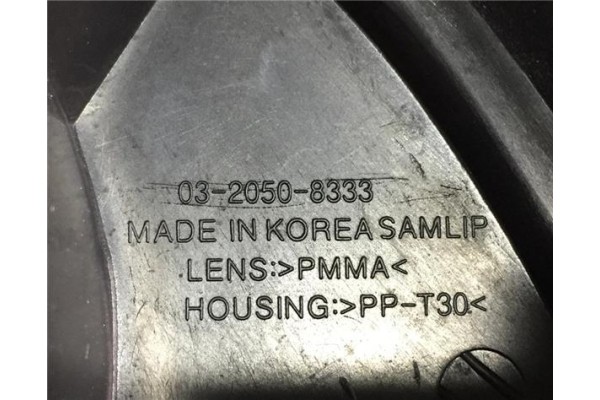 03-2050-8333
MADE IN KOREA SAMLIP
LENS:>PMMA<
HOUSING:>PP-T30<